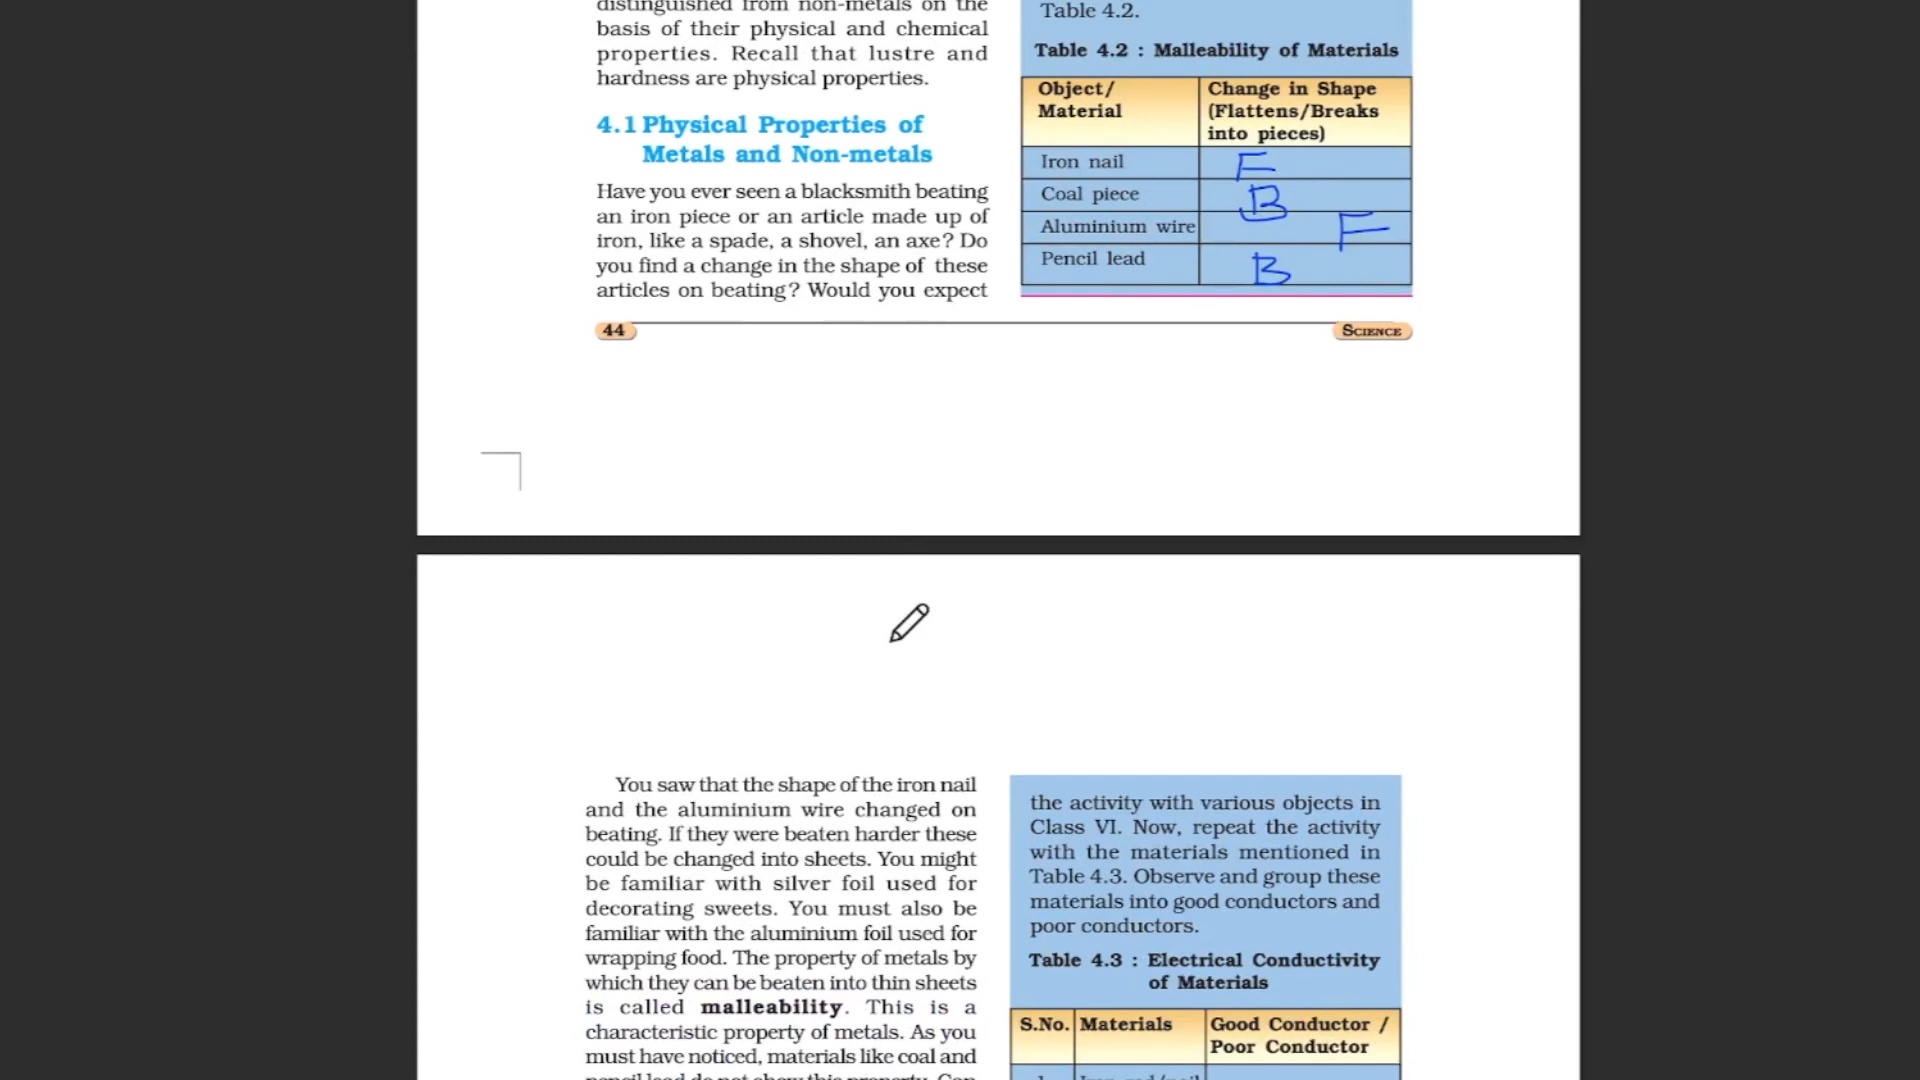 distinguished from non-metals on the
basis of their physical and chemical
properties. Recall that lustre and
hardness are physical properties.
4.1 Physical Properties of
Metals and Non-metals
Have you ever seen a blacksmith beating
an iron piece or an article made up of
iron, like a spade, a shovel, an axe? Do
you find a change in the shape of these
articles on beating? Would you expect
Table 4.2.
Table 4.2 : Malleability of Materials
Object/ Material | Change in Shape (Flattens/Breaks into pieces)
Iron nail F
Coal piece B
Aluminium wire F
Pencil lead B
44
SCIENCE
You saw that the shape of the iron nail
and the aluminium wire changed on
beating. If they were beaten harder these
could be changed into sheets. You might
be familiar with silver foil used for
decorating sweets. You must also be
familiar with the aluminium foil used for
wrapping food. The property of metals by
which they can be beaten into thin sheets
is called malleability. This is a
characteristic property of metals. As you
must have noticed, materials like coal and
pencil lead do not show this property. Can
the activity with various objects in
Class VI. Now, repeat the activity
with the materials mentioned in
Table 4.3. Observe and group these
materials into good conductors and
poor conductors.
Table 4.3 : Electrical Conductivity
of Materials
S.No. Materials Good Conductor /
Poor Conductor